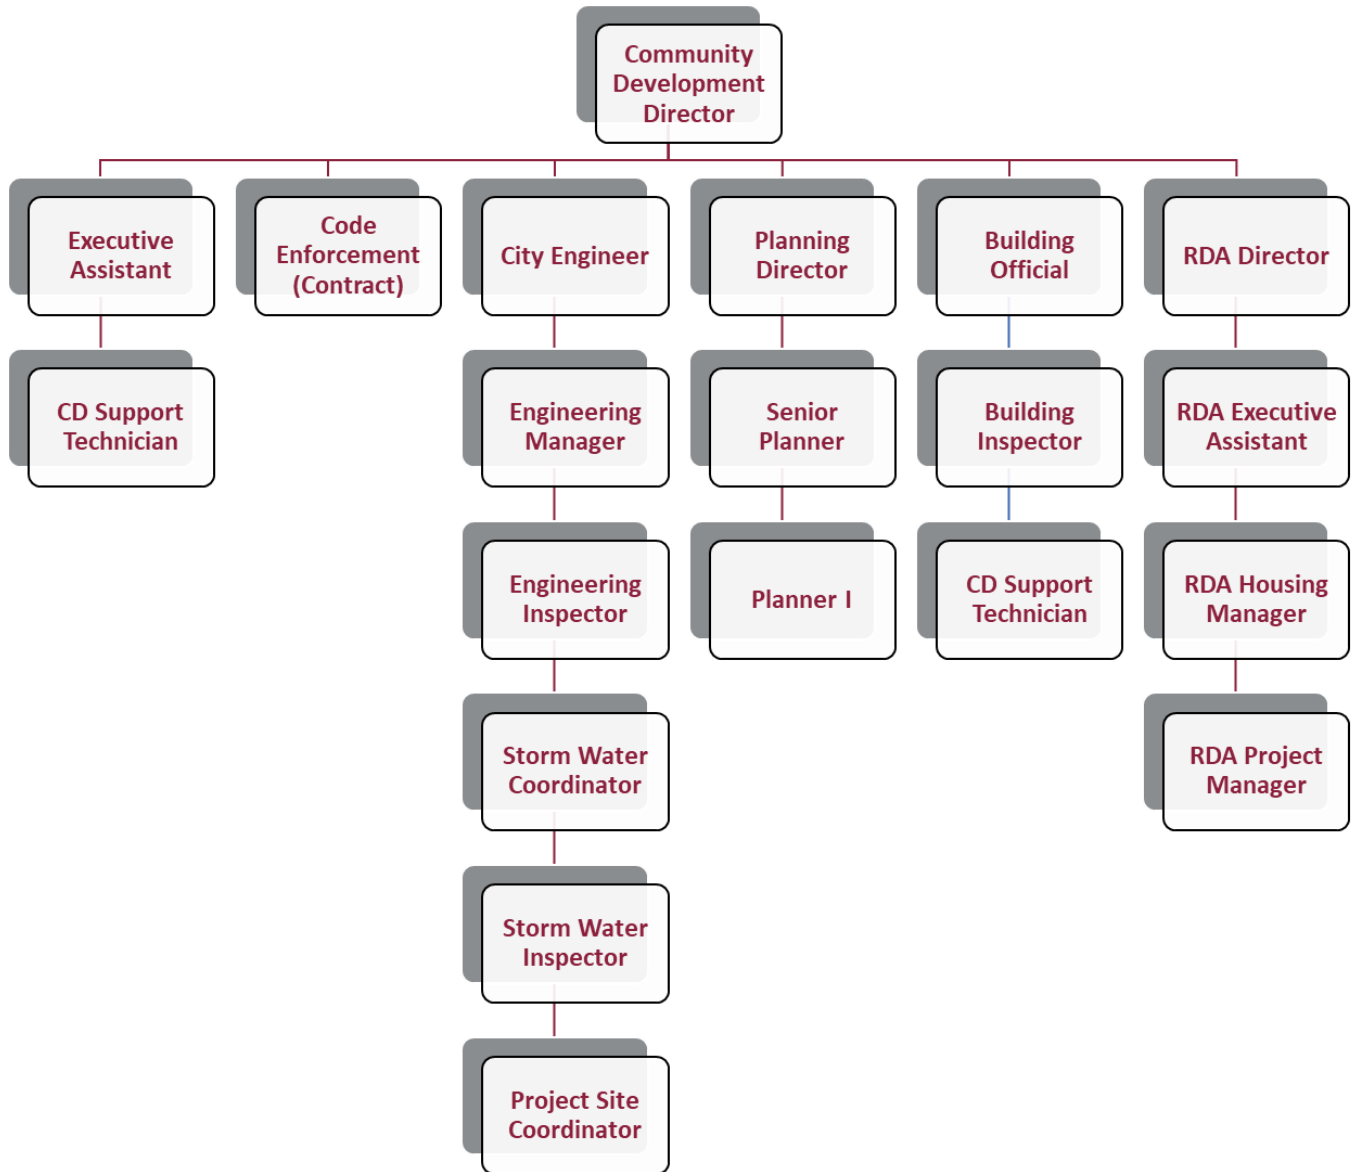 Community
Development
Director
Executive
Assistant
Code
Enforcement
(Contract)
City Engineer
Planning
Director
Building
Official
RDA Director
CD Support
Technician
Engineering
Manager
Senior
Planner
Building
Inspector
RDA Executive
Assistant
Engineering
Inspector
Planner I
CD Support
Technician
RDA Housing
Manager
Storm Water
Coordinator
RDA Project
Manager
Storm Water
Inspector
Project Site
Coordinator